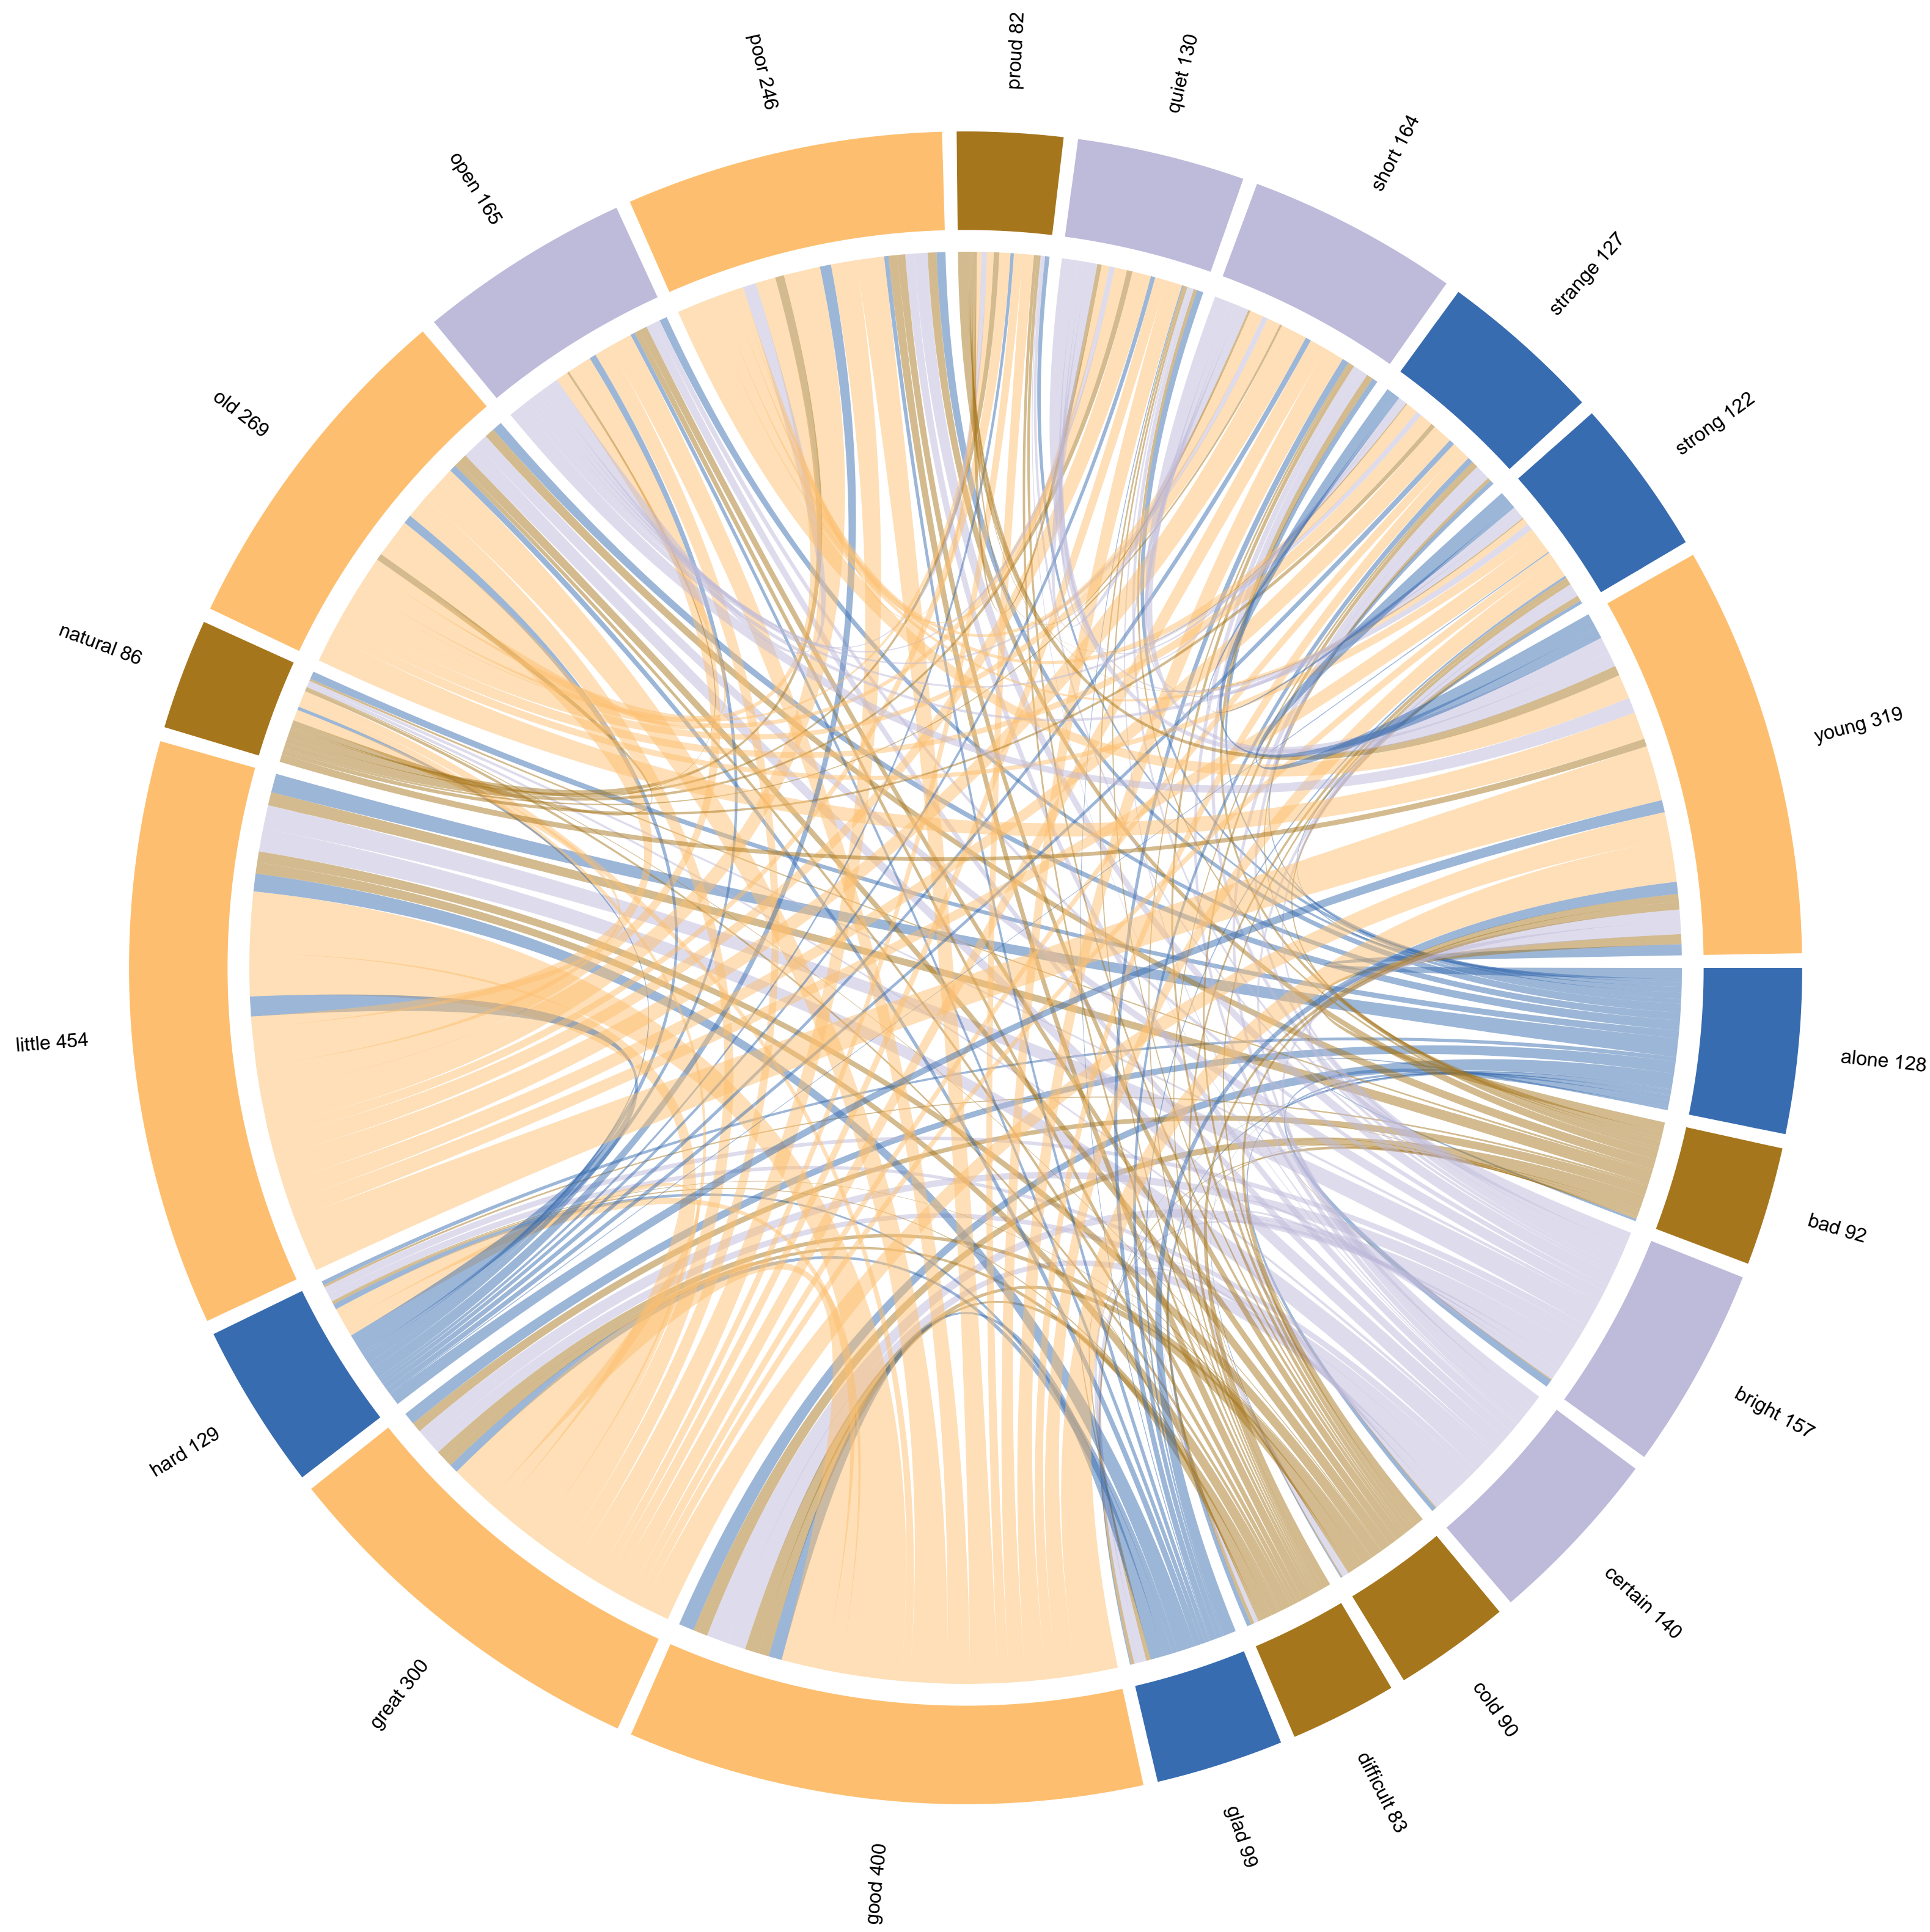 proud 82
quiet 130
short 164
strange 127
strong 122
young 319
alone 128
bad 92
bright 157
certain 140
cold 90
difficult 83
glad 99
good 400
great 300
hard 129
little 454
natural 86
old 269
open 165
poor 246